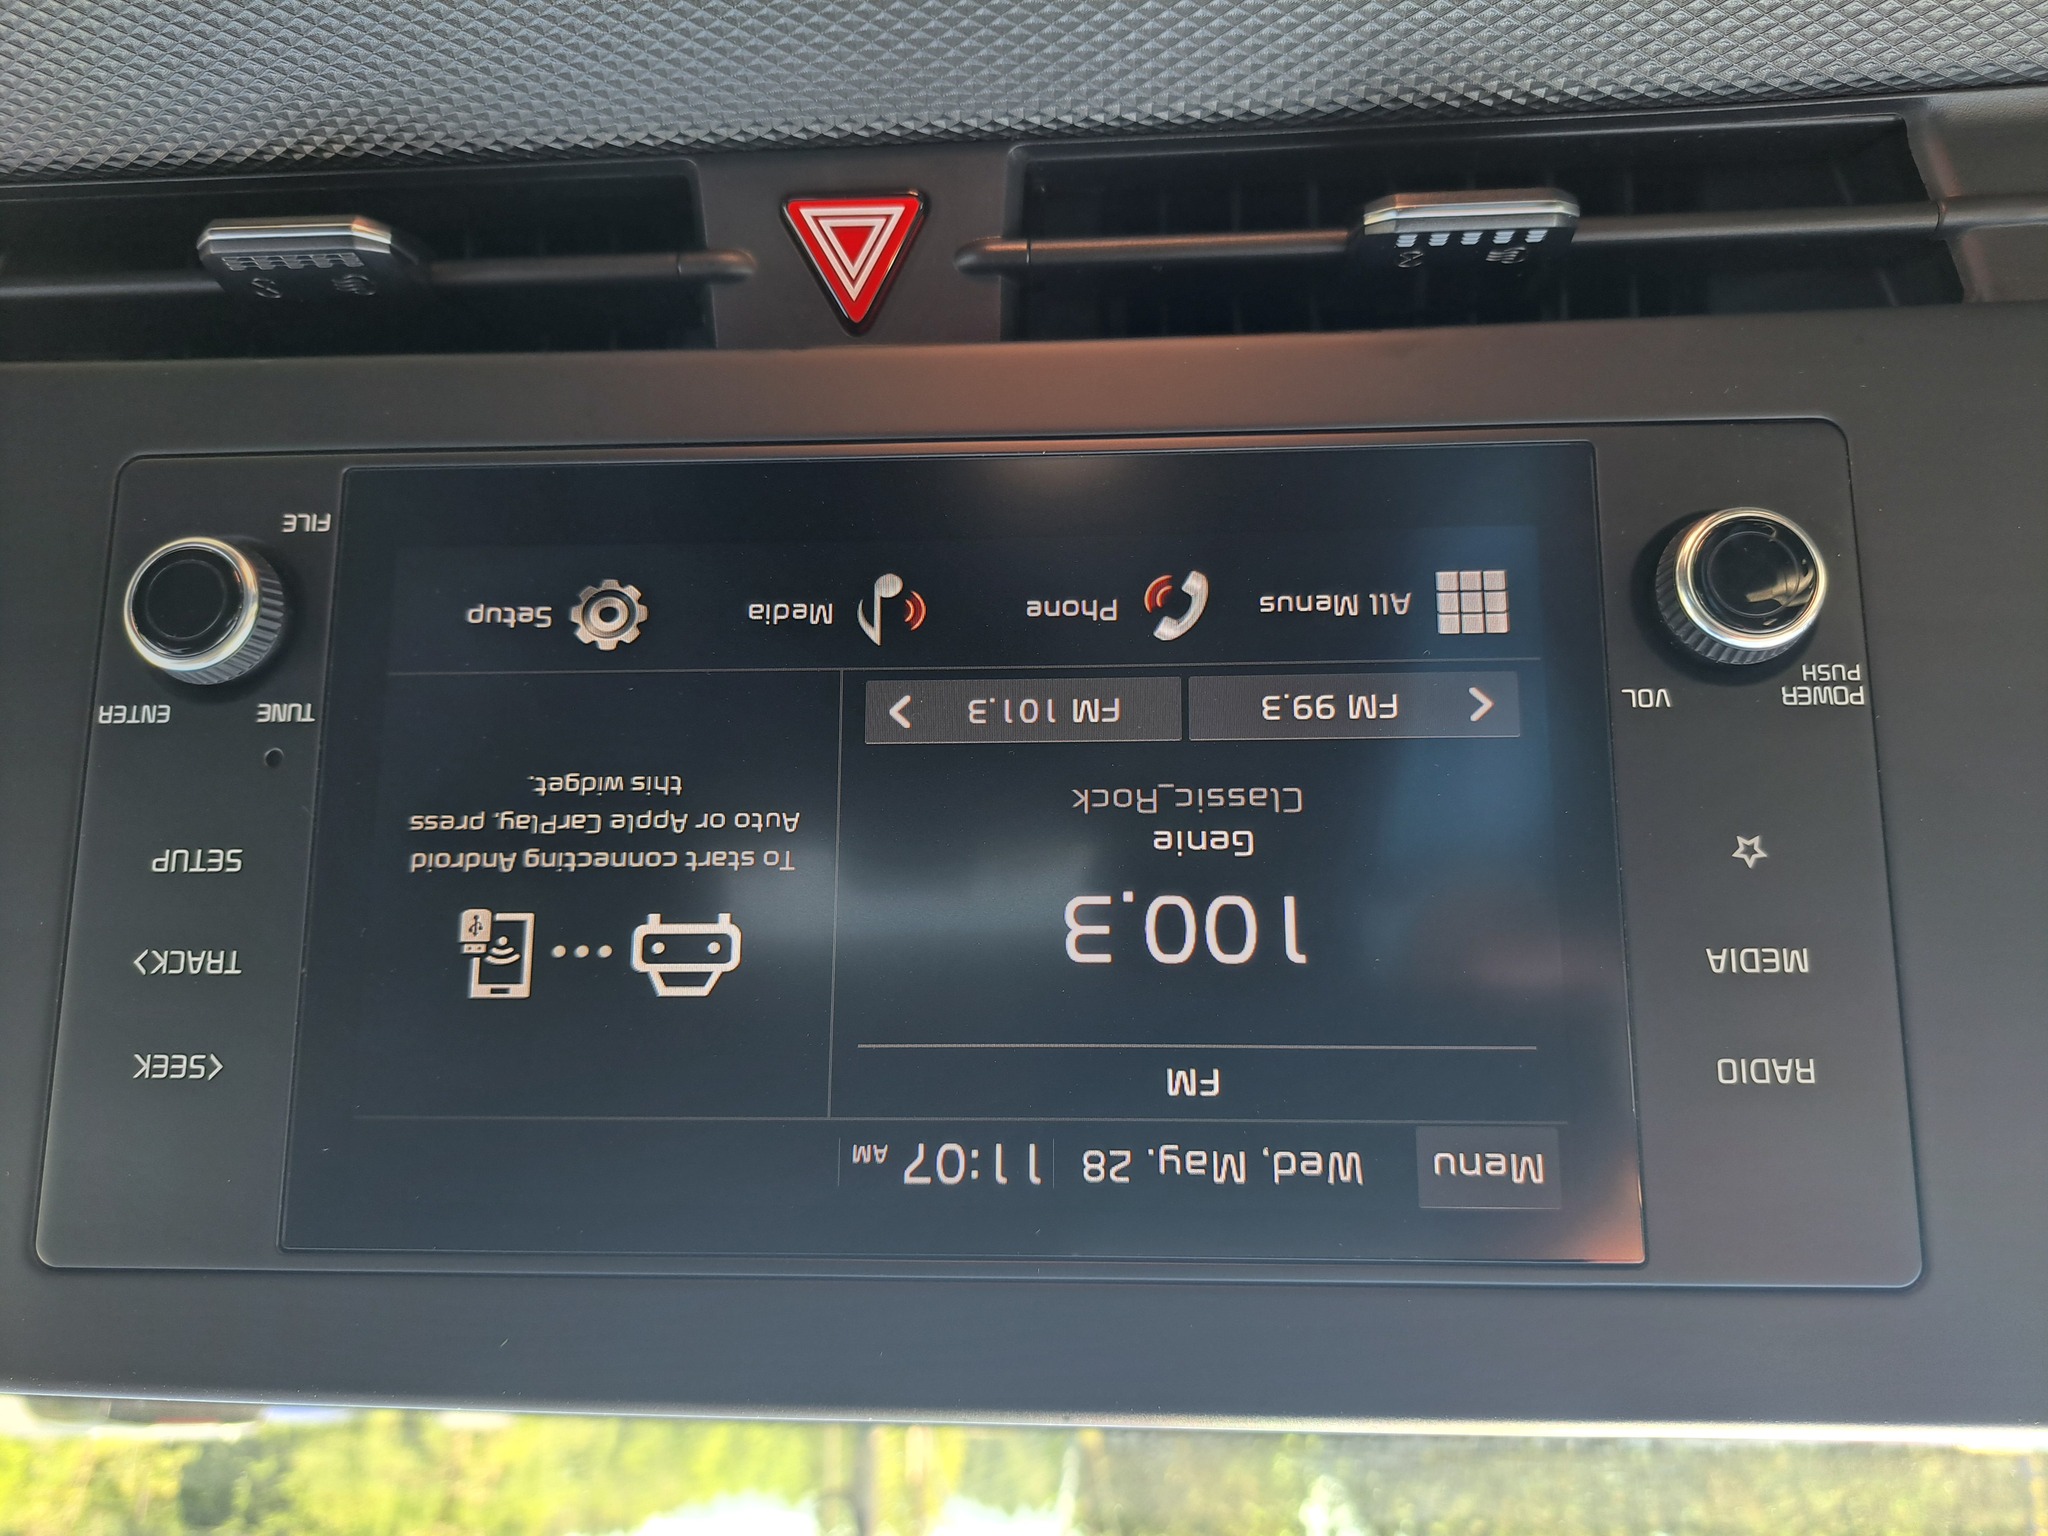 Menu
Wed, May. 28
11:07 AM
RADIO
MEDIA
☆
VOL
POWER
PUSH
FM
100.3
Genie
Classic_Rock
FM 99.3
FM 101.3
To start connecting Android
Auto or Apple CarPlay, press
this widget.
All Menus
Phone
Media
Setup
<SEEK
TRACK>
SETUP
TUNE
ENTER
FILE